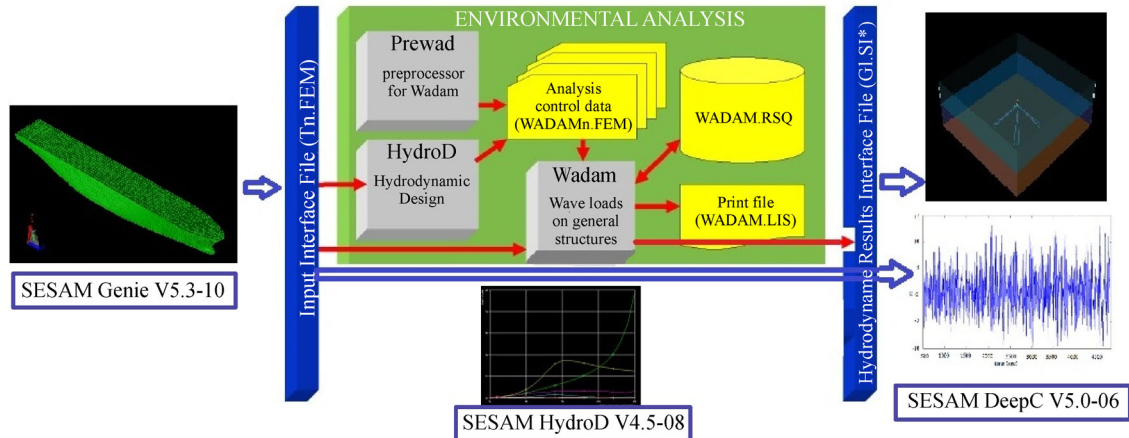 ENVIRONMENTAL ANALYSIS
Input Interface File (Tn.FEM)
Prewad
preprocessor
for Wadam
HydroD
Hydrodynamic
Design
Analysis
control data
(WADAMn.FEM)
WADAM.RSQ
Wadam
Wave loads
on general
structures
Print file
(WADAM.LIS)
Hydrodyname Results Interface File (Gl.SI*)
SESAM Genie V5.3-10
SESAM HydroD V4.5-08
SESAM DeepC V5.0-06